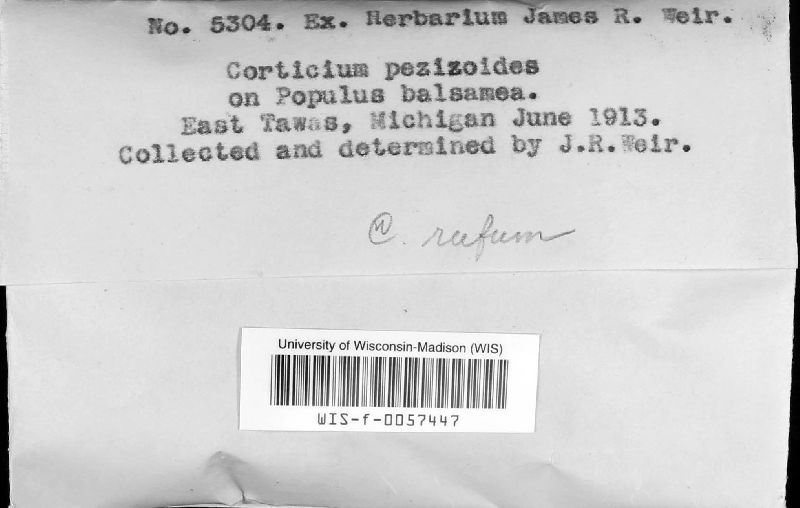 No. 5304. Ex. Herbarium James R. Weir.
Corticium pezizoides
on Populus balsamea.
East Tawas, Michigan June 1913.
Collected and determined by J.R.Weir.
C. rufum
University of Wisconsin-Madison (WIS)
WIS-f-0057447